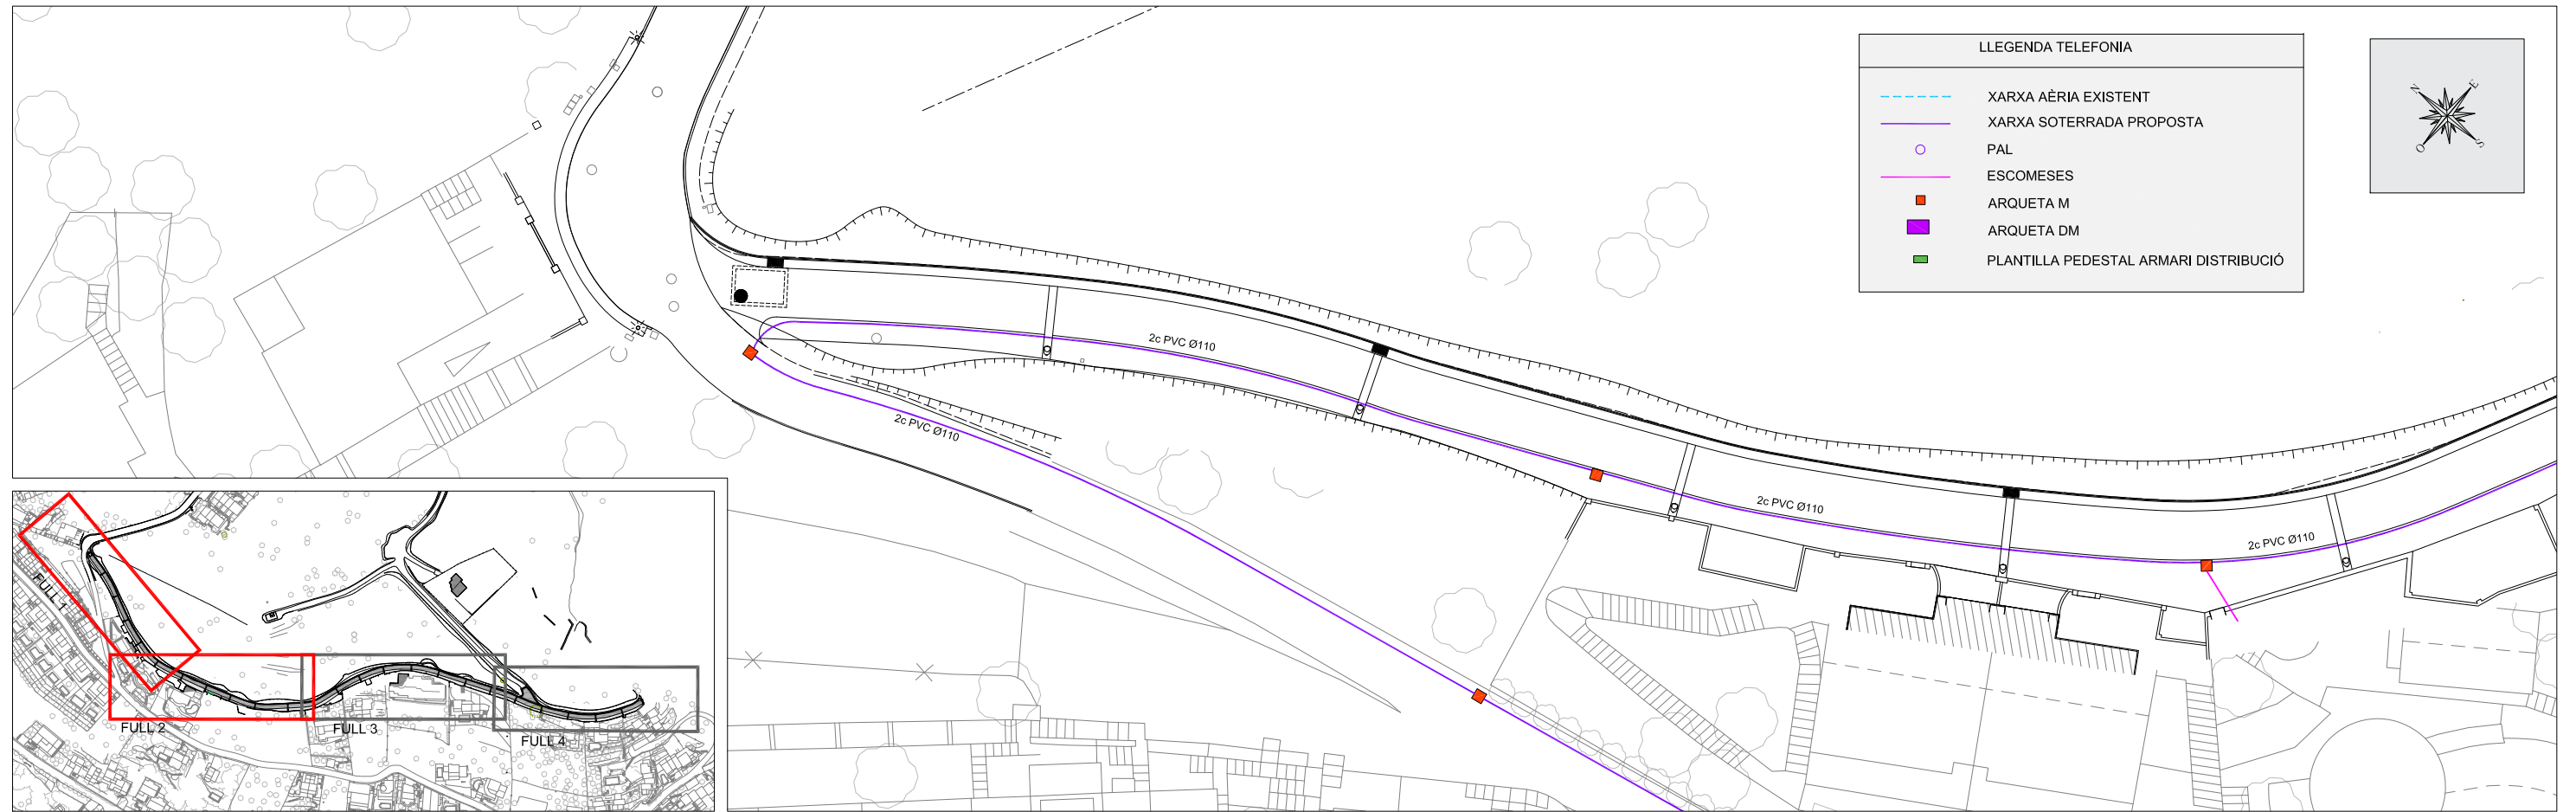 LLEGENDA TELEFONIA
XARXA AÈRIA EXISTENT
XARXA SOTERRADA PROPOSTA
PAL
ESCOMESES
ARQUETA M
ARQUETA DM
PLANTILLA PEDESTAL ARMARI DISTRIBUCIÓ
N
E
O
S
2c PVC Ø110
2c PVC Ø110
2c PVC Ø110
2c PVC Ø110
FULL 1
FULL 2
FULL 3
FULL 4